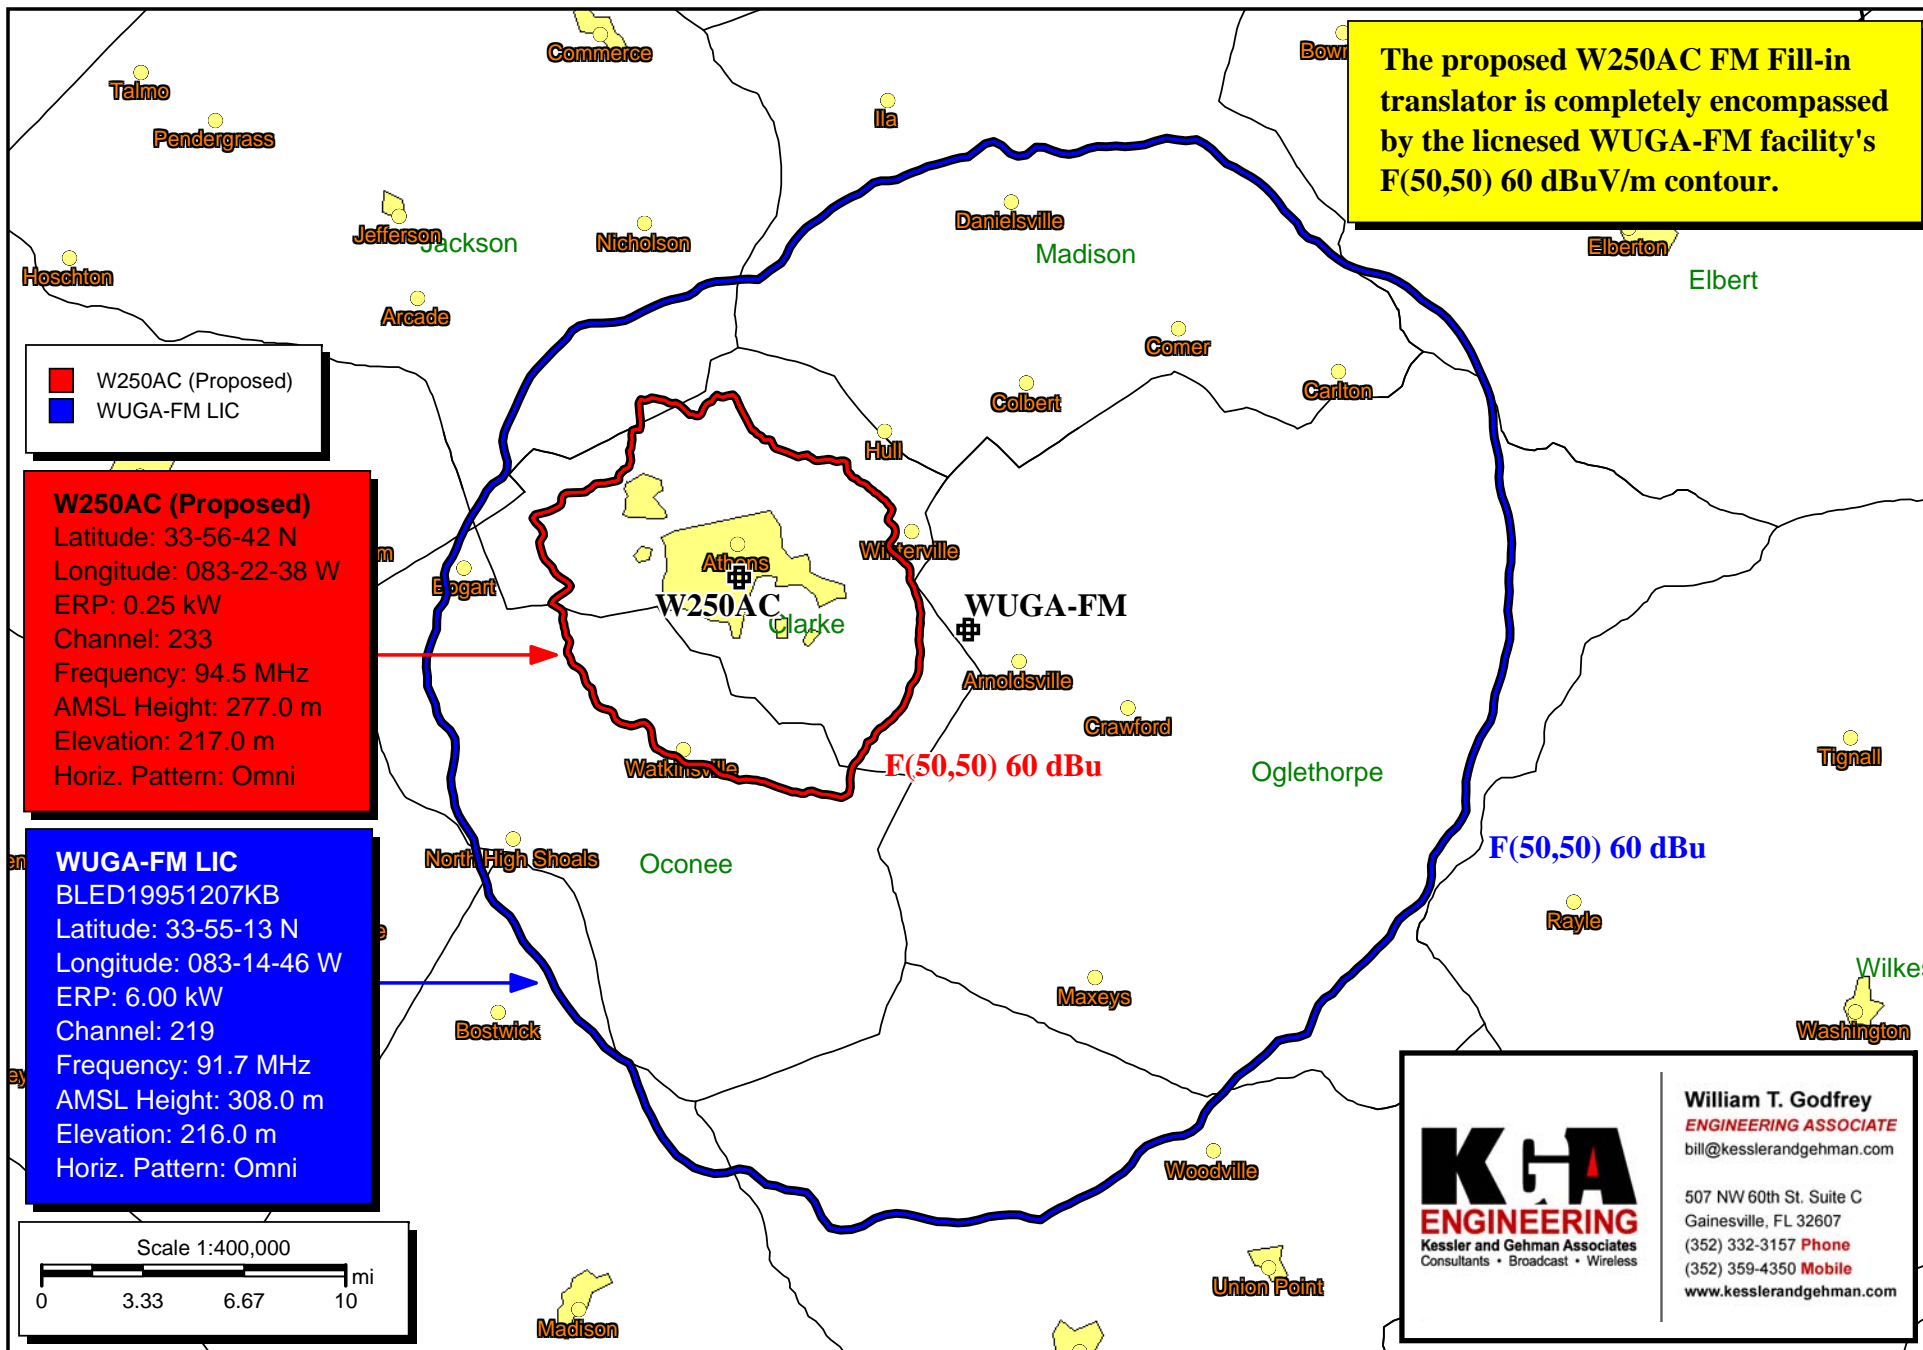 The proposed W250AC FM Fill-in
translator is completely encompassed
by the licnesed WUGA-FM facility's
F(50,50) 60 dBuV/m contour.
Commerce
Talmo
Pendergrass
Ila
Jefferson
Jackson
Nicholson
Danielsville
Madison
Elberton
Elbert
Hoschton
Arcade
Comer
Carlton
Colbert
Hull
W250AC (Proposed)
WUGA-FM LIC
W250AC (Proposed)
Latitude: 33-56-42 N
Longitude: 083-22-38 W
ERP: 0.25 kW
Channel: 233
Frequency: 94.5 MHz
AMSL Height: 277.0 m
Elevation: 217.0 m
Horiz. Pattern: Omni
Bogart
Athens
Winterville
W250AC
Clarke
WUGA-FM
Arnoldsville
Crawford
Watkinsville
F(50,50) 60 dBu
Oglethorpe
Tignall
WUGA-FM LIC
BLED19951207KB
Latitude: 33-55-13 N
Longitude: 083-14-46 W
ERP: 6.00 kW
Channel: 219
Frequency: 91.7 MHz
AMSL Height: 308.0 m
Elevation: 216.0 m
Horiz. Pattern: Omni
North High Shoals
Oconee
F(50,50) 60 dBu
Rayle
Wilkes
Washington
Maxeys
Bostwick
Woodville
Union Point
Madison
Scale 1:400,000
mi
0 3.33 6.67 10
KGA
ENGINEERING
Kessler and Gehman Associates
Consultants • Broadcast • Wireless
William T. Godfrey
ENGINEERING ASSOCIATE
bill@kesslerandgehman.com
507 NW 60th St. Suite C
Gainesville, FL 32607
(352) 332-3157 Phone
(352) 359-4350 Mobile
www.kesslerandgehman.com